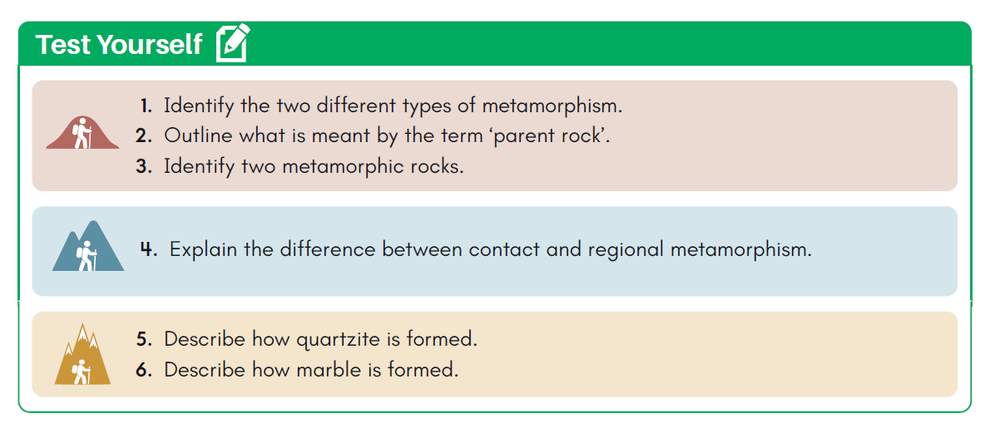 Test Yourself
1. Identify the two different types of metamorphism.
2. Outline what is meant by the term ‘parent rock’.
3. Identify two metamorphic rocks.
4. Explain the difference between contact and regional metamorphism.
5. Describe how quartzite is formed.
6. Describe how marble is formed.